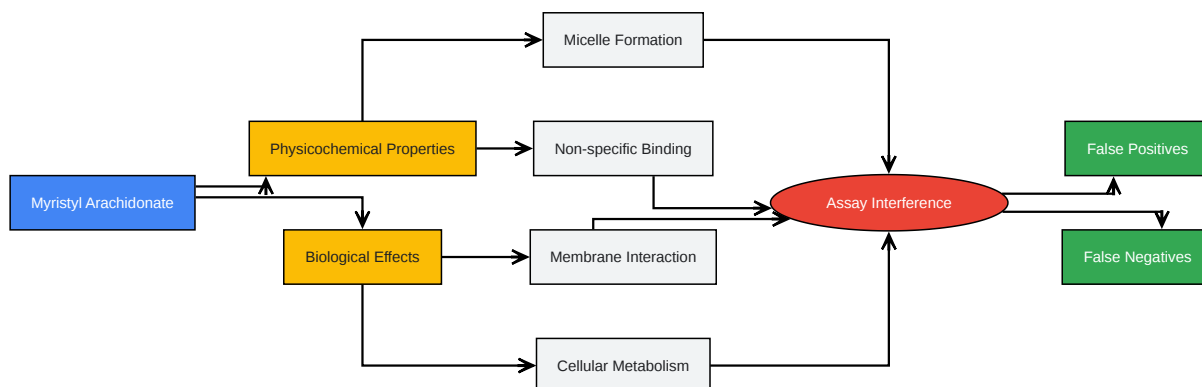 Micelle Formation
Physicochemical Properties
Non-specific Binding
False Positives
Myristyl Arachidonate
Assay Interference
Biological Effects
Membrane Interaction
False Negatives
Cellular Metabolism